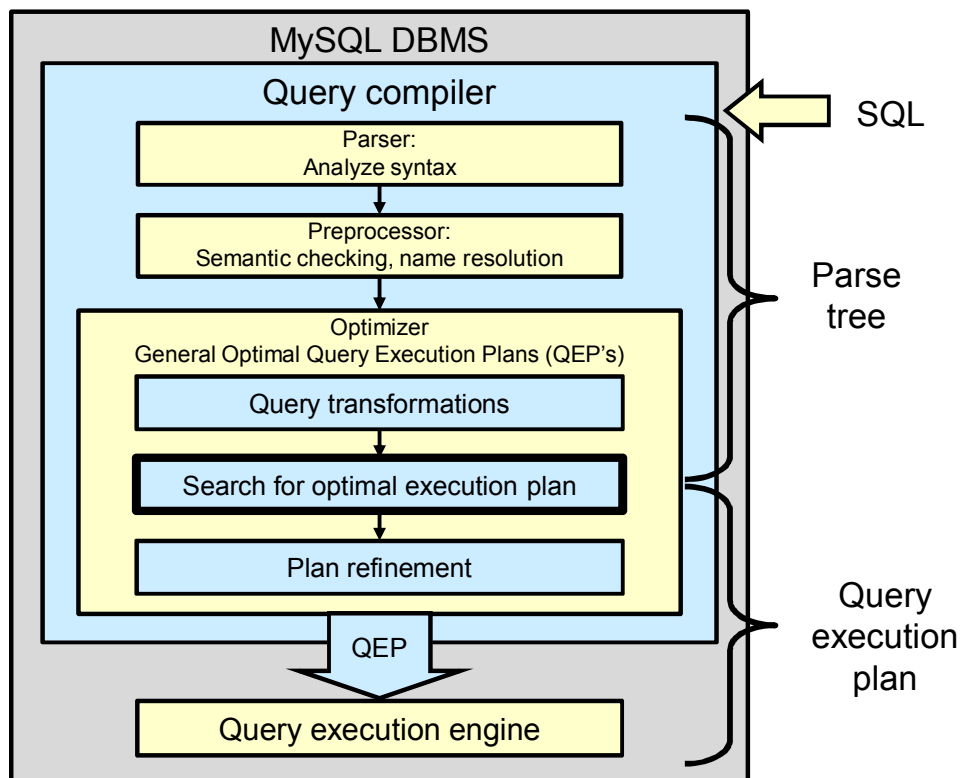 MySQL DBMS
Query compiler
SQL
Parser:
Analyze syntax
Preprocessor:
Semantic checking, name resolution
Parse
tree
Optimizer
General Optimal Query Execution Plans (QEP's)
Query transformations
Search for optimal execution plan
Plan refinement
Query
execution
plan
QEP
Query execution engine